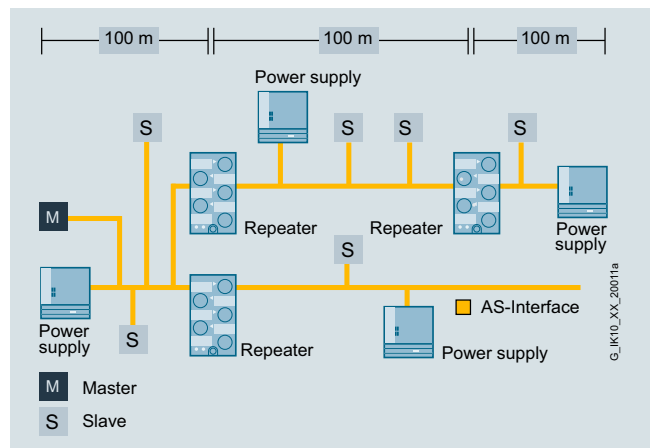 100 m
100 m
100 m
Power supply
S
S
S
S
M
Repeater
Repeater
Power
supply
S
Power
supply
S
Repeater
Power supply
AS-Interface
G_IK10_XX_20011a
M Master
S Slave